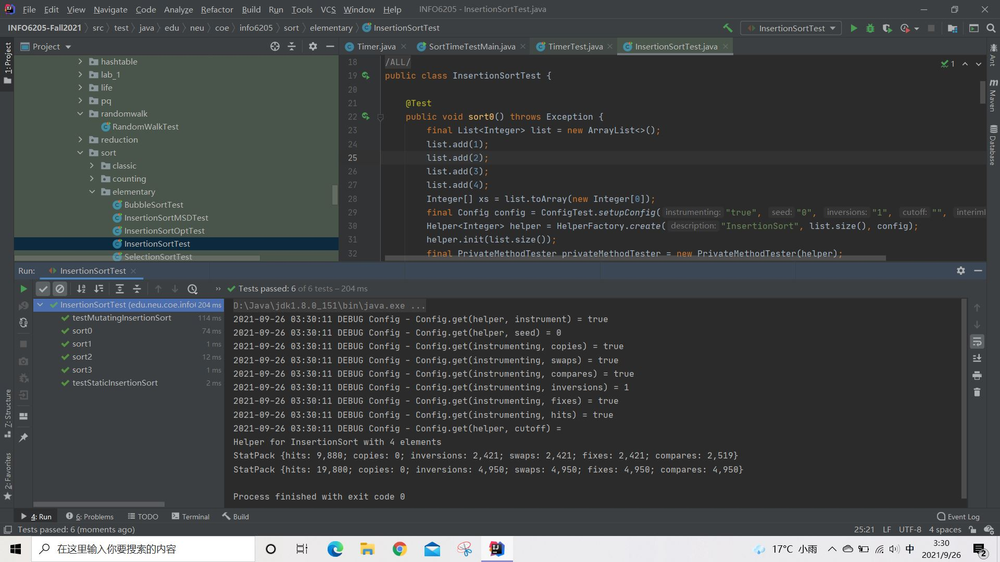 File Edit View Navigate Code Analyze Refactor Build Run Tools VCS Window Help INFO6205 - InsertionSortTest.java
INFO6205-Fall2021 src test java edu neu coe info6205 sort elementary InsertionSortTest InsertionSortTest
Project
Timer.java SortTimeTestMain.java TimerTest.java InsertionSortTest.java
1: Project
hashtable
lab_1
life
pq
randomwalk
RandomWalkTest
reduction
sort
classic
counting
elementary
BubbleSortTest
InsertionSortMSDTest
InsertionSortOptTest
InsertionSortTest
SelectionSortTest
18 /ALL/
19 public class InsertionSortTest {
20
21 @Test
22 public void sort0() throws Exception {
23 final List<Integer> list = new ArrayList<>();
24 list.add(1);
25 list.add(2);
26 list.add(3);
27 list.add(4);
28 Integer[] xs = list.toArray(new Integer[0]);
29 final Config config = ConfigTest.setupConfig( instrumenting: "true", seed: "0", inversions: "1", cutoff: "", interimI
30 Helper<Integer> helper = HelperFactory.create( description: "InsertionSort", list.size(), config);
31 helper.init(list.size());
32 final PrivateMethodTester privateMethodTester = new PrivateMethodTester(helper);
1
Ant
Maven
Database
Run: InsertionSortTest
Tests passed: 6 of 6 tests – 204 ms
InsertionSortTest (edu.neu.coe.info 204 ms
testMutatingInsertionSort 114 ms
sort0 74 ms
sort1 1 ms
sort2 12 ms
sort3 1 ms
testStaticInsertionSort 2 ms
D:\Java\jdk1.8.0_151\bin\java.exe ...
2021-09-26 03:30:11 DEBUG Config - Config.get(helper, instrument) = true
2021-09-26 03:30:11 DEBUG Config - Config.get(helper, seed) = 0
2021-09-26 03:30:11 DEBUG Config - Config.get(instrumenting, copies) = true
2021-09-26 03:30:11 DEBUG Config - Config.get(instrumenting, swaps) = true
2021-09-26 03:30:11 DEBUG Config - Config.get(instrumenting, compares) = true
2021-09-26 03:30:11 DEBUG Config - Config.get(instrumenting, inversions) = 1
2021-09-26 03:30:11 DEBUG Config - Config.get(instrumenting, fixes) = true
2021-09-26 03:30:11 DEBUG Config - Config.get(instrumenting, hits) = true
2021-09-26 03:30:11 DEBUG Config - Config.get(helper, cutoff) =
Helper for InsertionSort with 4 elements
StatPack {hits: 9,880; copies: 0; inversions: 2,421; swaps: 2,421; fixes: 2,421; compares: 2,519}
StatPack {hits: 19,800; copies: 0; inversions: 4,950; swaps: 4,950; fixes: 4,950; compares: 4,950}
Process finished with exit code 0
7: Structure
2: Favorites
4: Run 6: Problems TODO Terminal Build Event Log
Tests passed: 6 (moments ago) 25:21 LF UTF-8 4 spaces
在这里输入你要搜索的内容 17°C 小雨 中 3:30
2021/9/26 2